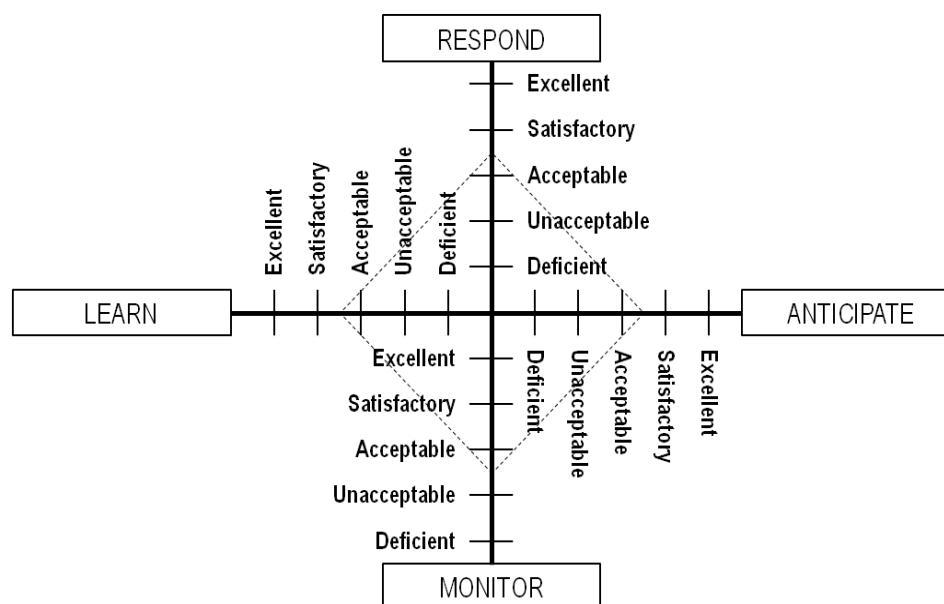 RESPOND
Excellent
Satisfactory
Acceptable
Unacceptable
Deficient
Excellent
Satisfactory
Acceptable
Unacceptable
Deficient
LEARN
ANTICIPATE
Excellent
Satisfactory
Acceptable
Unacceptable
Deficient
Deficient
Unacceptable
Acceptable
Satisfactory
Excellent
MONITOR